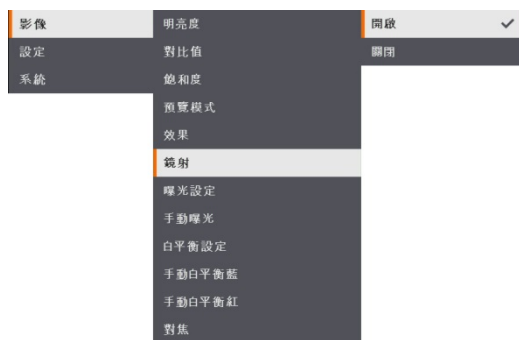 影像
設定
系統
明亮度
對比值
飽和度
預覽模式
效果
鏡射
曝光設定
手動曝光
白平衡設定
手動白平衡藍
手動白平衡紅
對焦
開啟
關閉